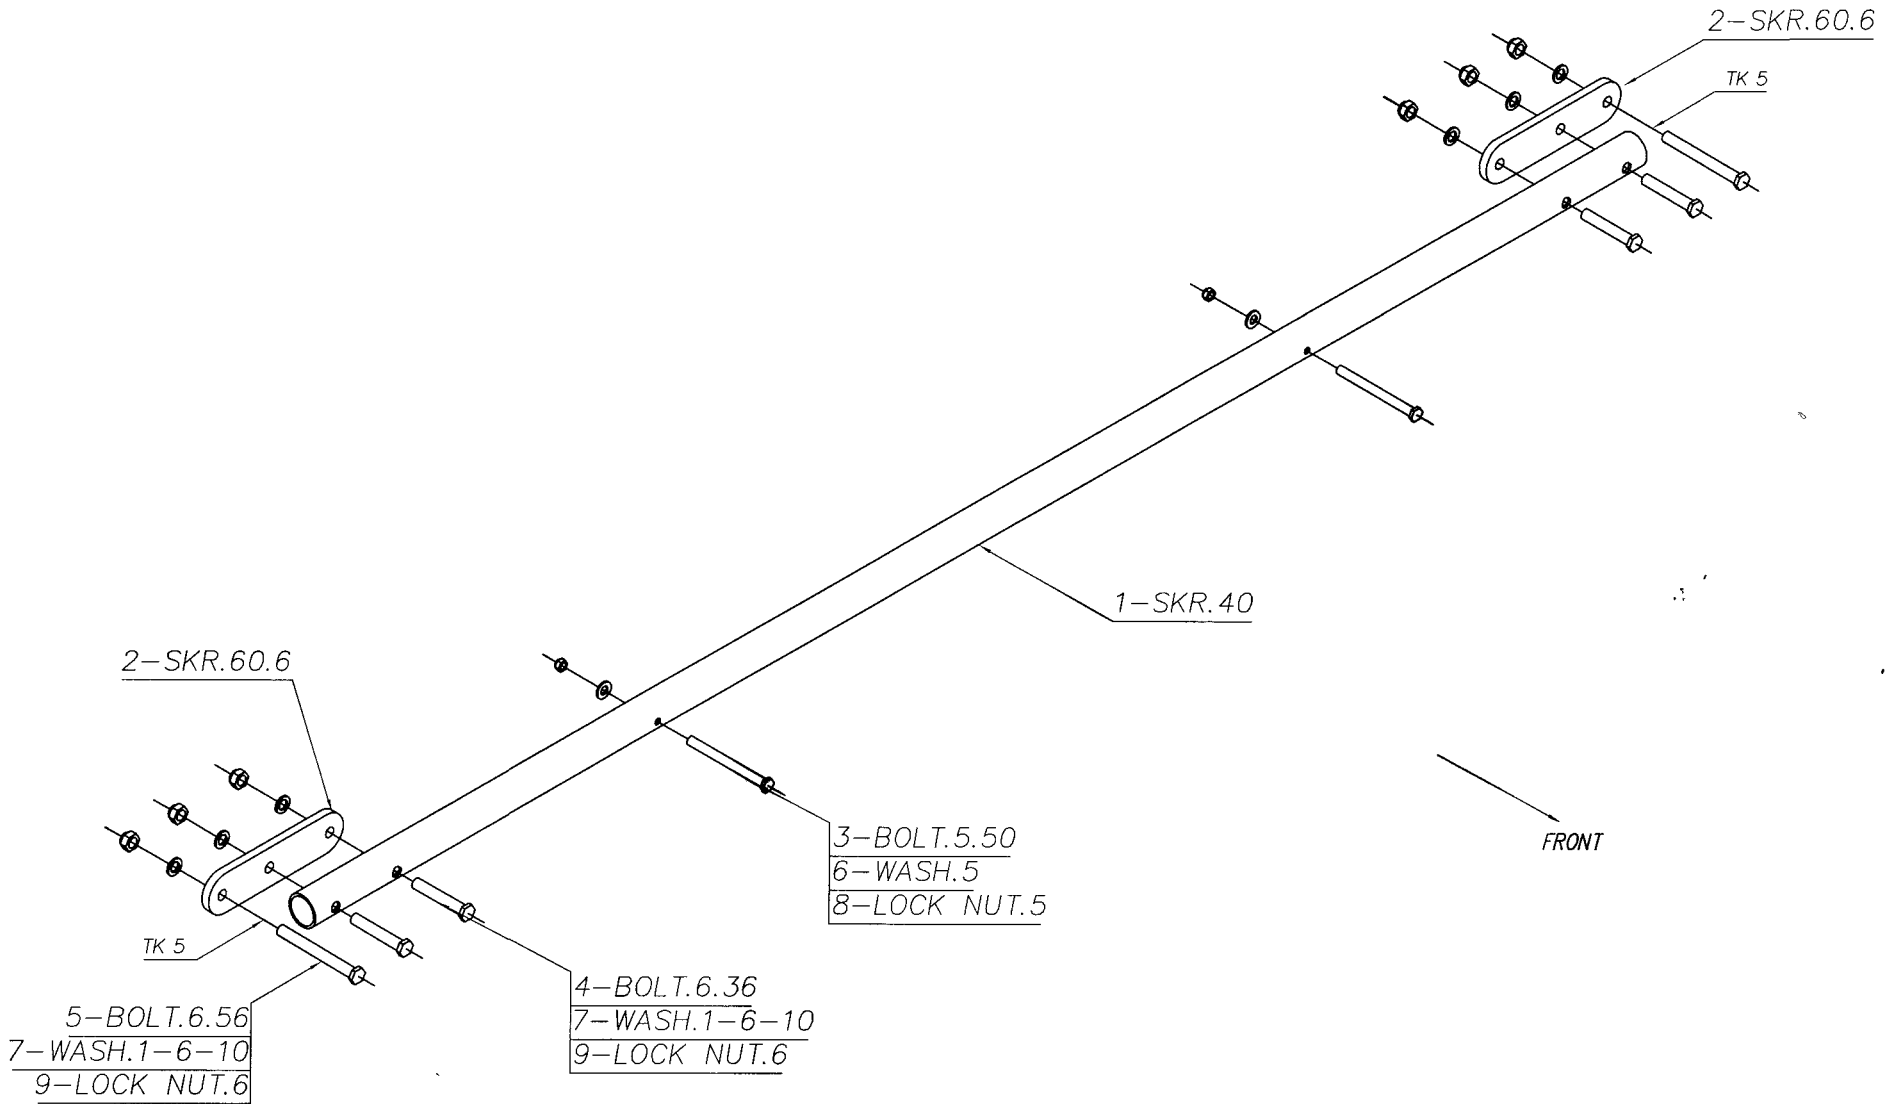 2-SKR.60.6
TK 5
1-SKR.40
2-SKR.60.6
FRONT
3-BOLT.5.50
6-WASH.5
8-LOCK NUT.5
TK 5
4-BOLT.6.36
7-WASH.1-6-10
9-LOCK NUT.6
5-BOLT.6.56
7-WASH.1-6-10
9-LOCK NUT.6